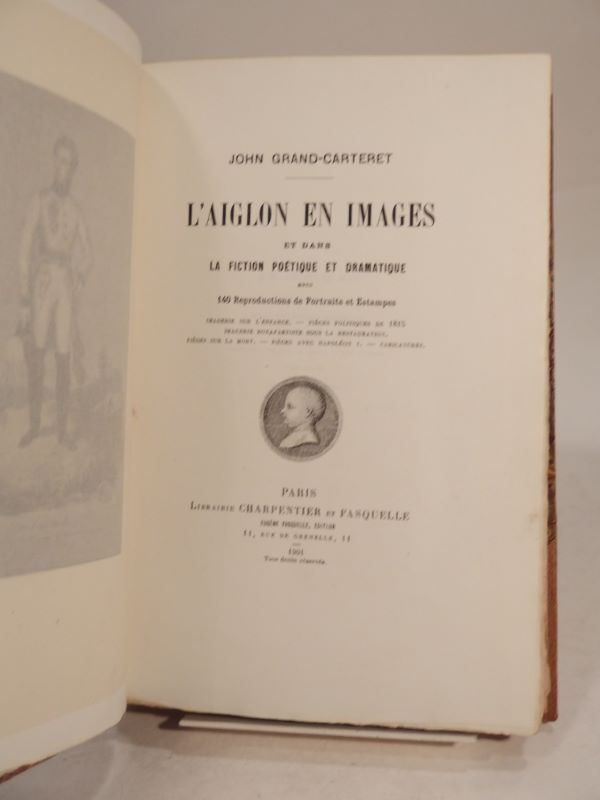 JOHN GRAND-CARTERET
L'AIGLON EN IMAGES
ET DANS
LA FICTION POÉTIQUE ET DRAMATIQUE
AVEC
140 Reproductions de Portraits et Estampes
IMAGERIE SUR L'ENFANCE. — PIÈCES POLITIQUES DE 1815
IMAGERIE BONAPARTISTE SOUS LA RESTAURATION.
PIÈCES SUR LA MORT. — PIÈCES AVEC NAPOLÉON I. — CARICATURES.
PARIS
LIBRAIRIE CHARPENTIER ET FASQUELLE
EUGÈNE FASQUELLE, ÉDITEUR
11, RUE DE GRENELLE, 11
1901
Tous droits réservés.